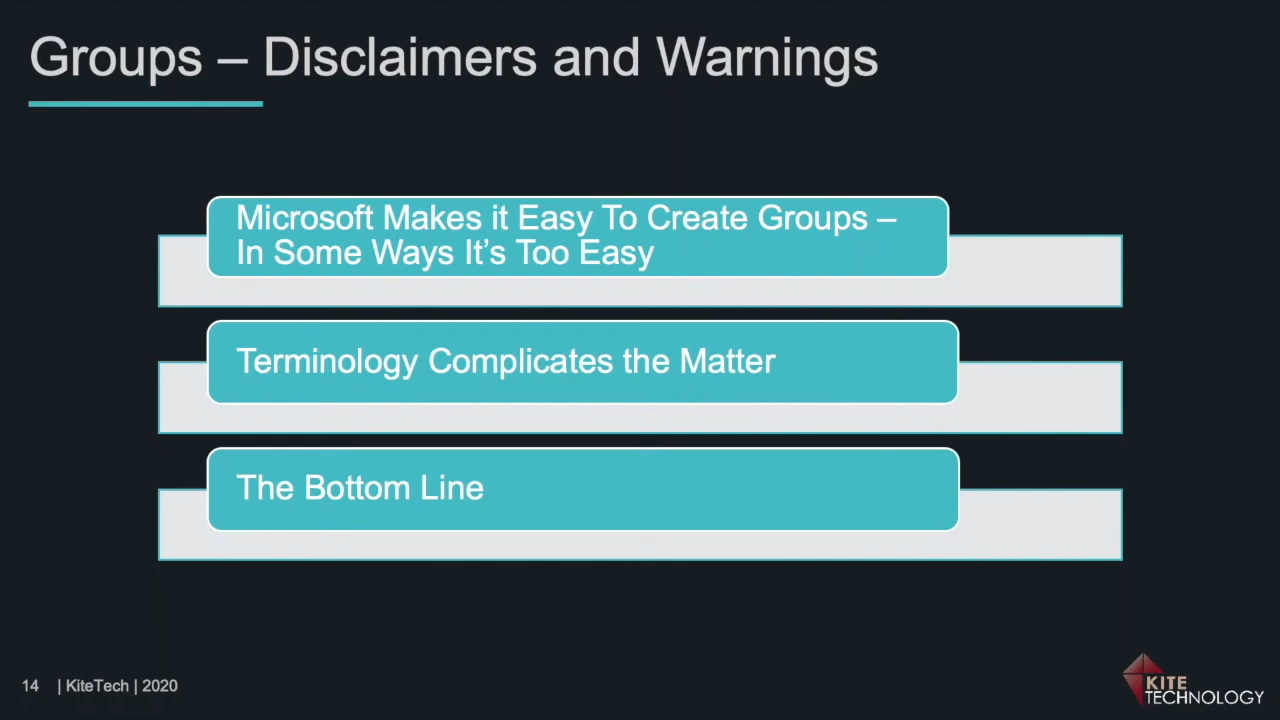 Groups – Disclaimers and Warnings
Microsoft Makes it Easy To Create Groups –
In Some Ways It's Too Easy
Terminology Complicates the Matter
The Bottom Line
14 | KiteTech | 2020
KITE
TECHNOLOGY